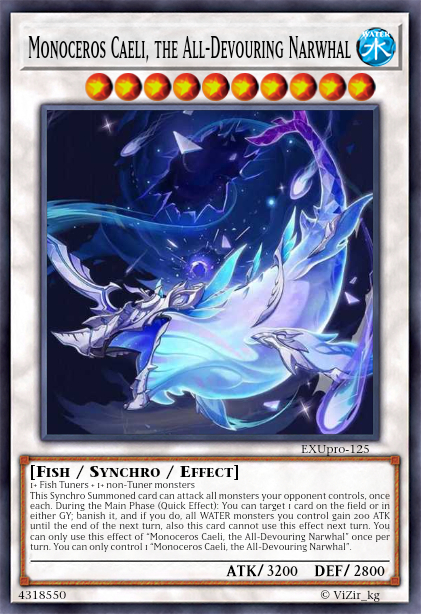 Monoceros Caeli, the All-Devouring Narwhal
WATER
水
EXUpro-125
[Fish / Synchro / Effect]
1+ Fish Tuners + 1+ non-Tuner monsters
This Synchro Summoned card can attack all monsters your opponent controls, once
each. During the Main Phase (Quick Effect): You can target 1 card on the field or in
either GY; banish it, and if you do, all WATER monsters you control gain 200 ATK
until the end of the next turn, also this card cannot use this effect next turn. You
can only use this effect of "Monoceros Caeli, the All-Devouring Narwhal" once per
turn. You can only control 1 "Monoceros Caeli, the All-Devouring Narwhal".
ATK/ 3200 DEF/ 2800
4318550 © ViZir_kg